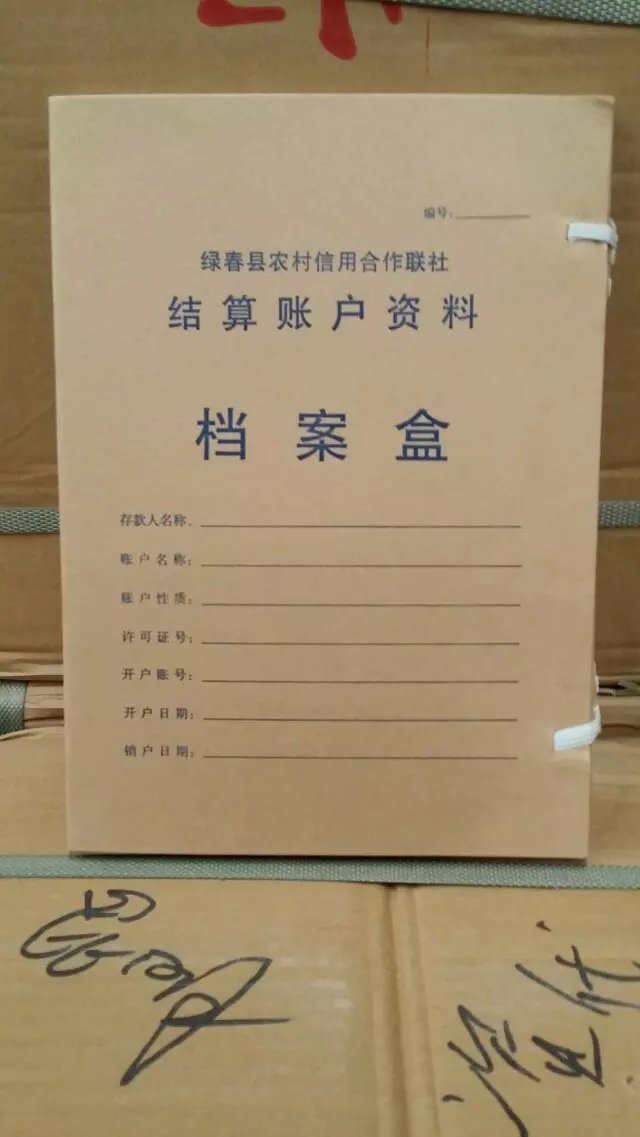 编号:
绿春县农村信用合作联社
结算账户资料
档案盒
存款人名称:
账户名称:
账户性质:
许可证号:
开户账号:
开户日期:
销户日期: